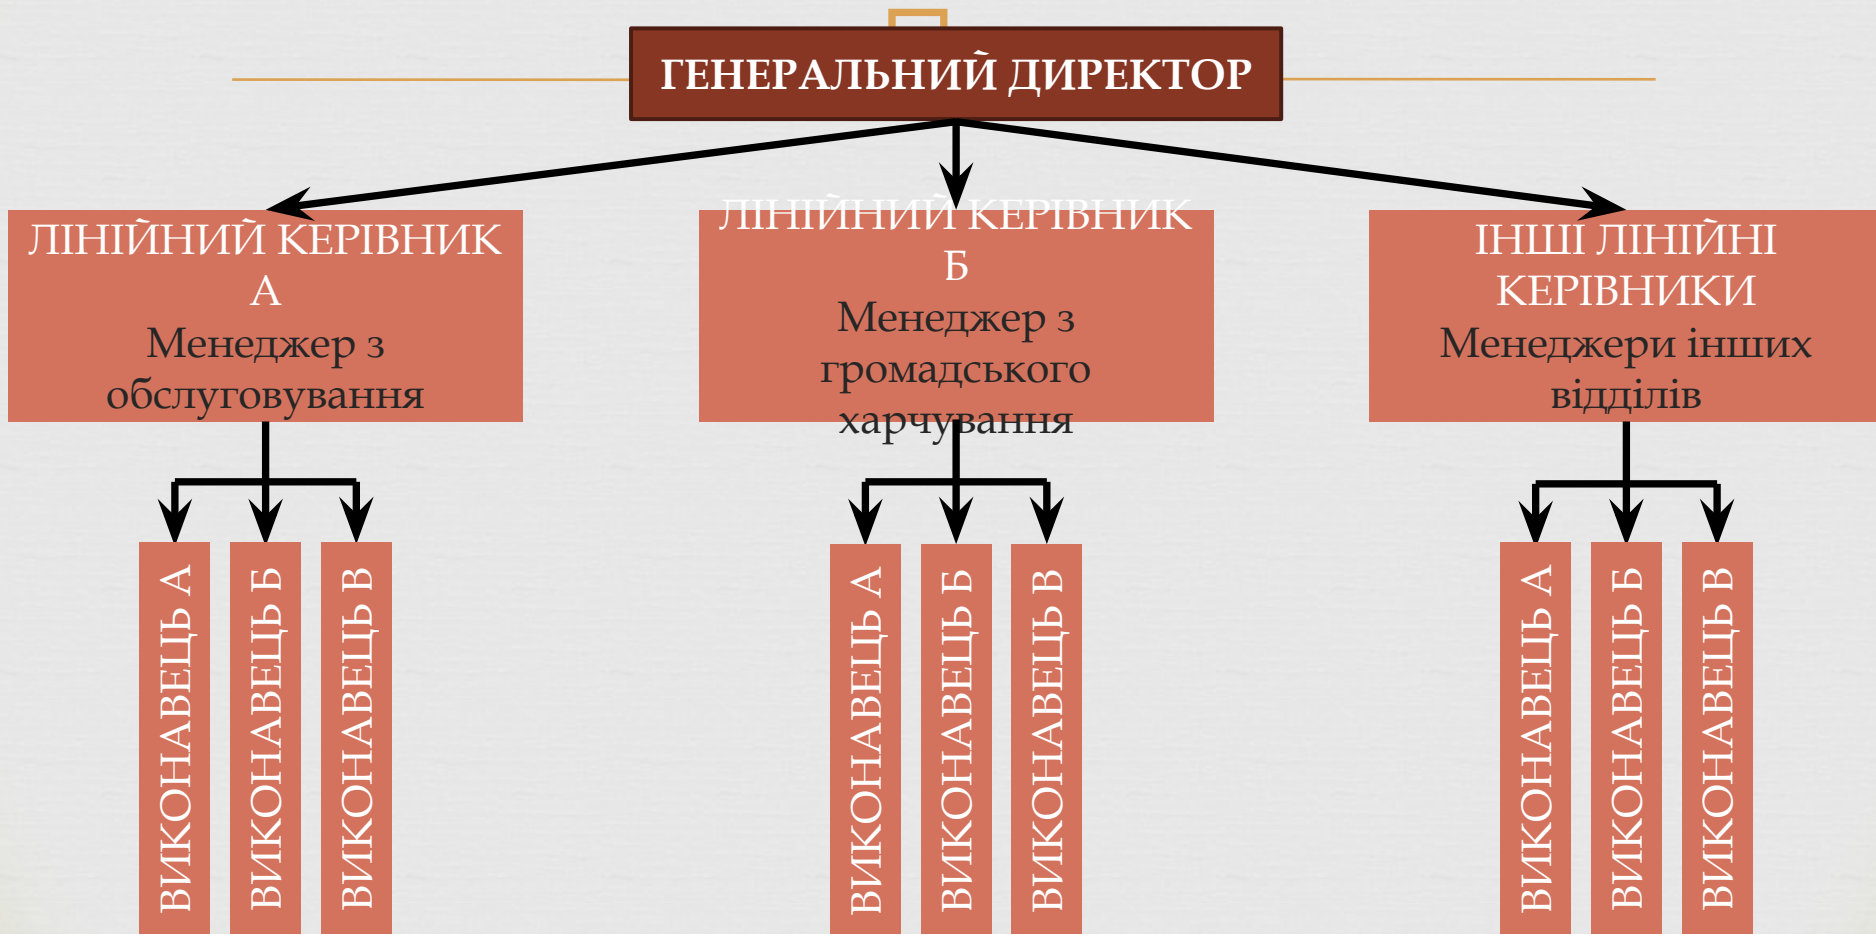 ГЕНЕРАЛЬНИЙ ДИРЕКТОР
ЛІНІЙНИЙ КЕРІВНИК
А
Менеджер з
обслуговування
ЛІНІЙНИЙ КЕРІВНИК
Б
Менеджер з
громадського
харчування
ІНШІ ЛІНІЙНІ
КЕРІВНИКИ
Менеджери інших
відділів
ВИКОНАВЕЦЬ А
ВИКОНАВЕЦЬ Б
ВИКОНАВЕЦЬ В
ВИКОНАВЕЦЬ А
ВИКОНАВЕЦЬ Б
ВИКОНАВЕЦЬ В
ВИКОНАВЕЦЬ А
ВИКОНАВЕЦЬ Б
ВИКОНАВЕЦЬ В